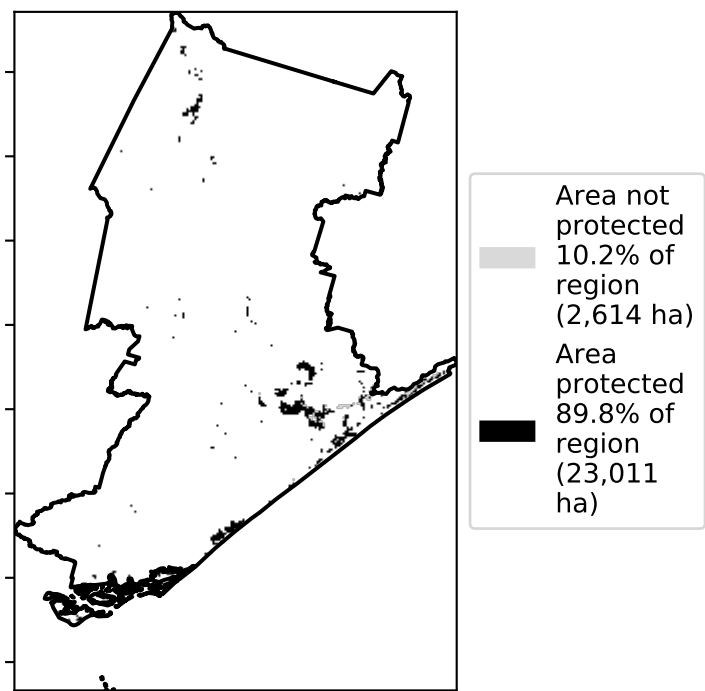 Area not
protected
10.2% of
region
(2,614 ha)
Area
protected
89.8% of
region
(23,011
ha)